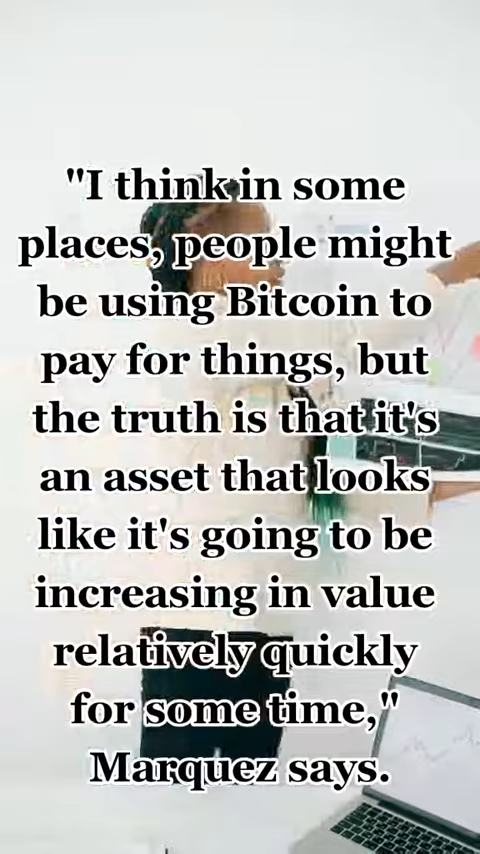 "I think in some
places, people might
be using Bitcoin to
pay for things, but
the truth is that it's
an asset that looks
like it's going to be
increasing in value
relatively quickly
for some time,"
Marquez says.